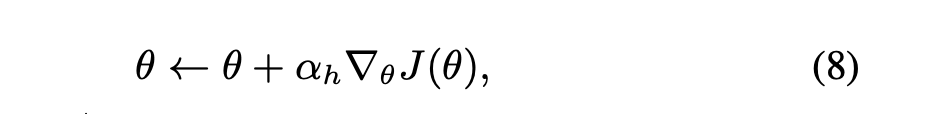 θ ← θ + α_h ∇_θ J(θ), (8)